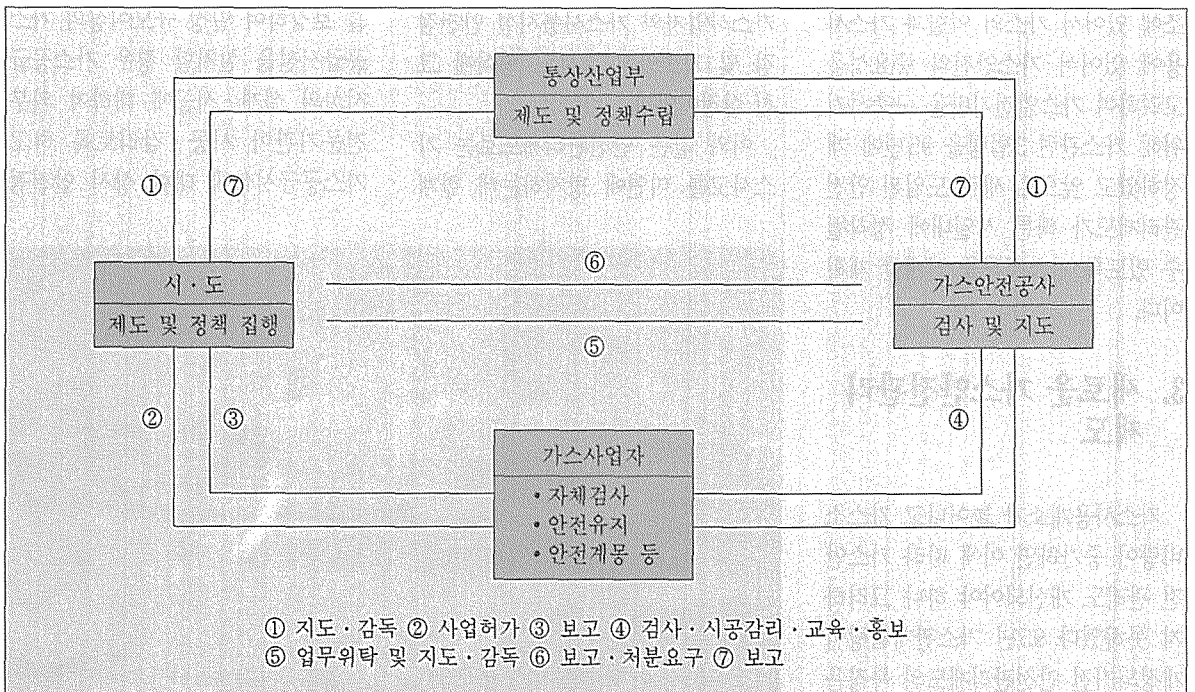 통상산업부
제도 및 정책수립
① ⑦ ⑦ ①
⑥
시·도
제도 및 정책 집행
가스안전공사
검사 및 지도
⑤
② ③ ④
가스사업자
• 자체검사
• 안전유지
• 안전계몽 등
① 지도·감독 ② 사업허가 ③ 보고 ④ 검사·시공감리·교육·홍보
⑤ 업무위탁 및 지도·감독 ⑥ 보고·처분요구 ⑦ 보고